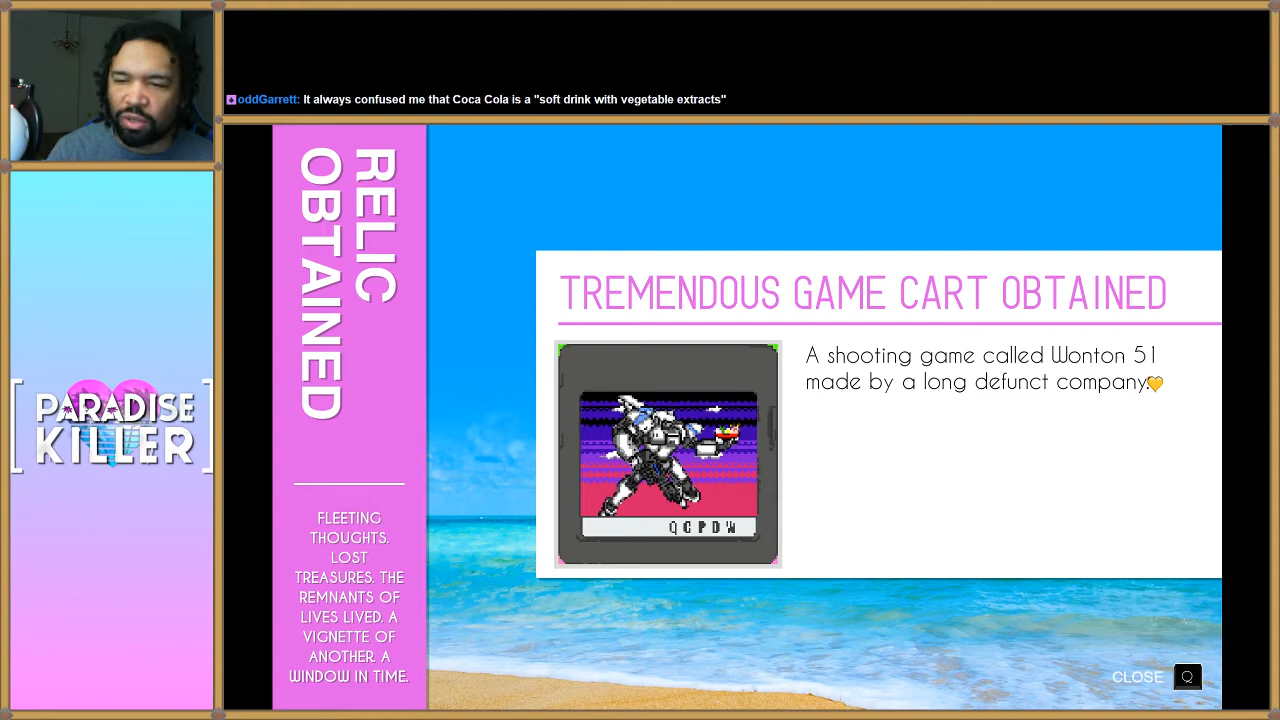 oddGarrett: It always confused me that Coca Cola is a "soft drink with vegetable extracts"
RELIC
OBTAINED
FLEETING
THOUGHTS.
LOST
TREASURES. THE
REMNANTS OF
LIVES LIVED. A
VIGNETTE OF
ANOTHER. A
WINDOW IN TIME.
TREMENDOUS GAME CART OBTAINED
A shooting game called Wonton 51
made by a long defunct company.
QCPDW
[PARADISE
KILLER]
CLOSE Q